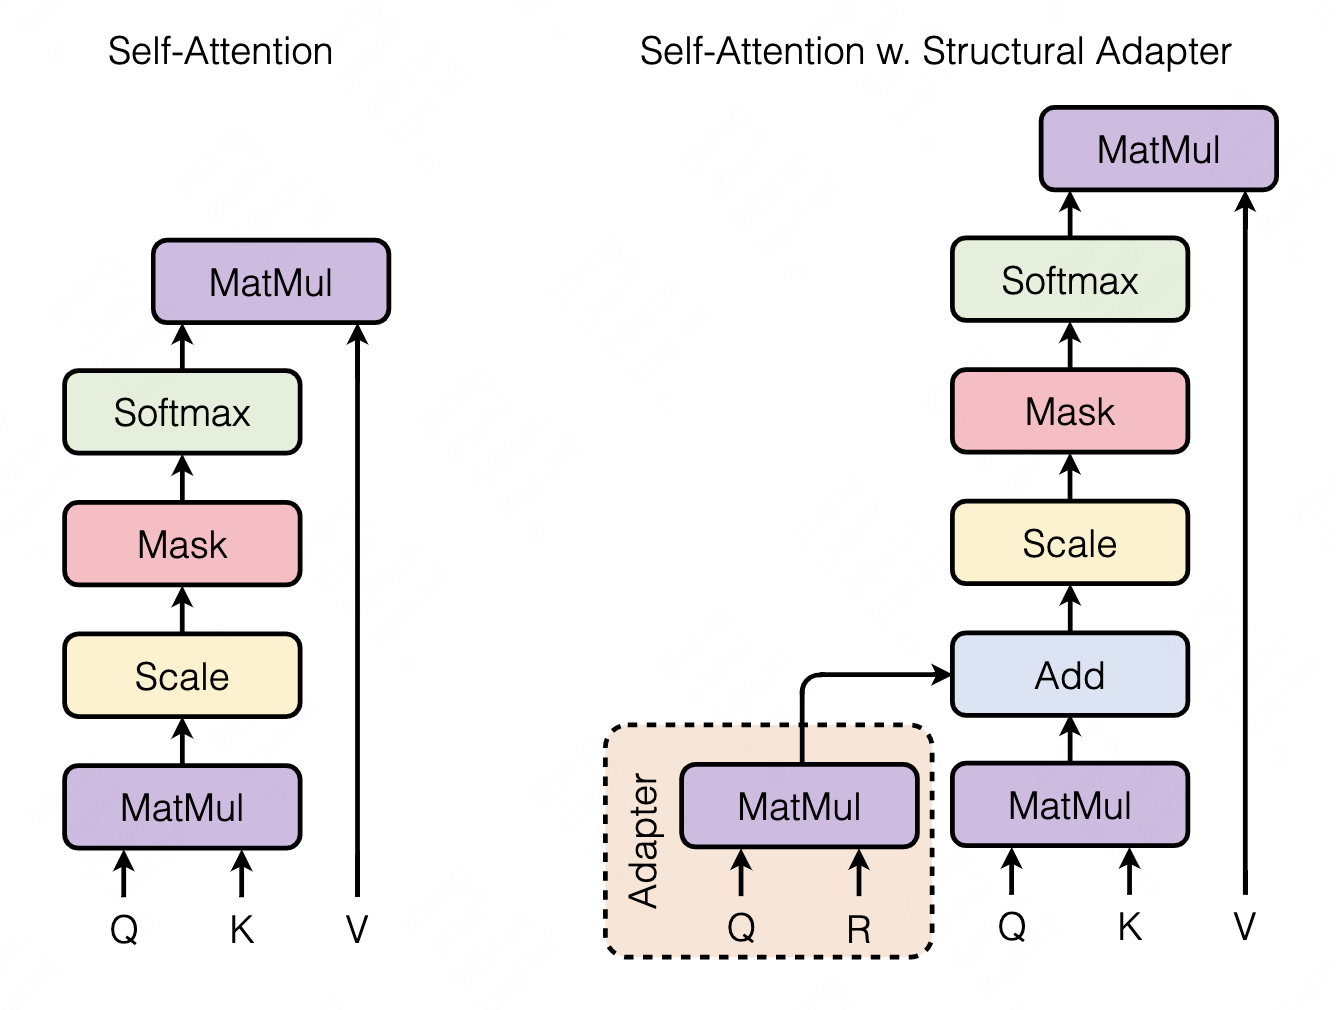 Self-Attention
MatMul
Softmax
Mask
Scale
MatMul
Q K V
Self-Attention w. Structural Adapter
MatMul
Softmax
Mask
Scale
Add
Adapter
MatMul
MatMul
Q R
Q K V